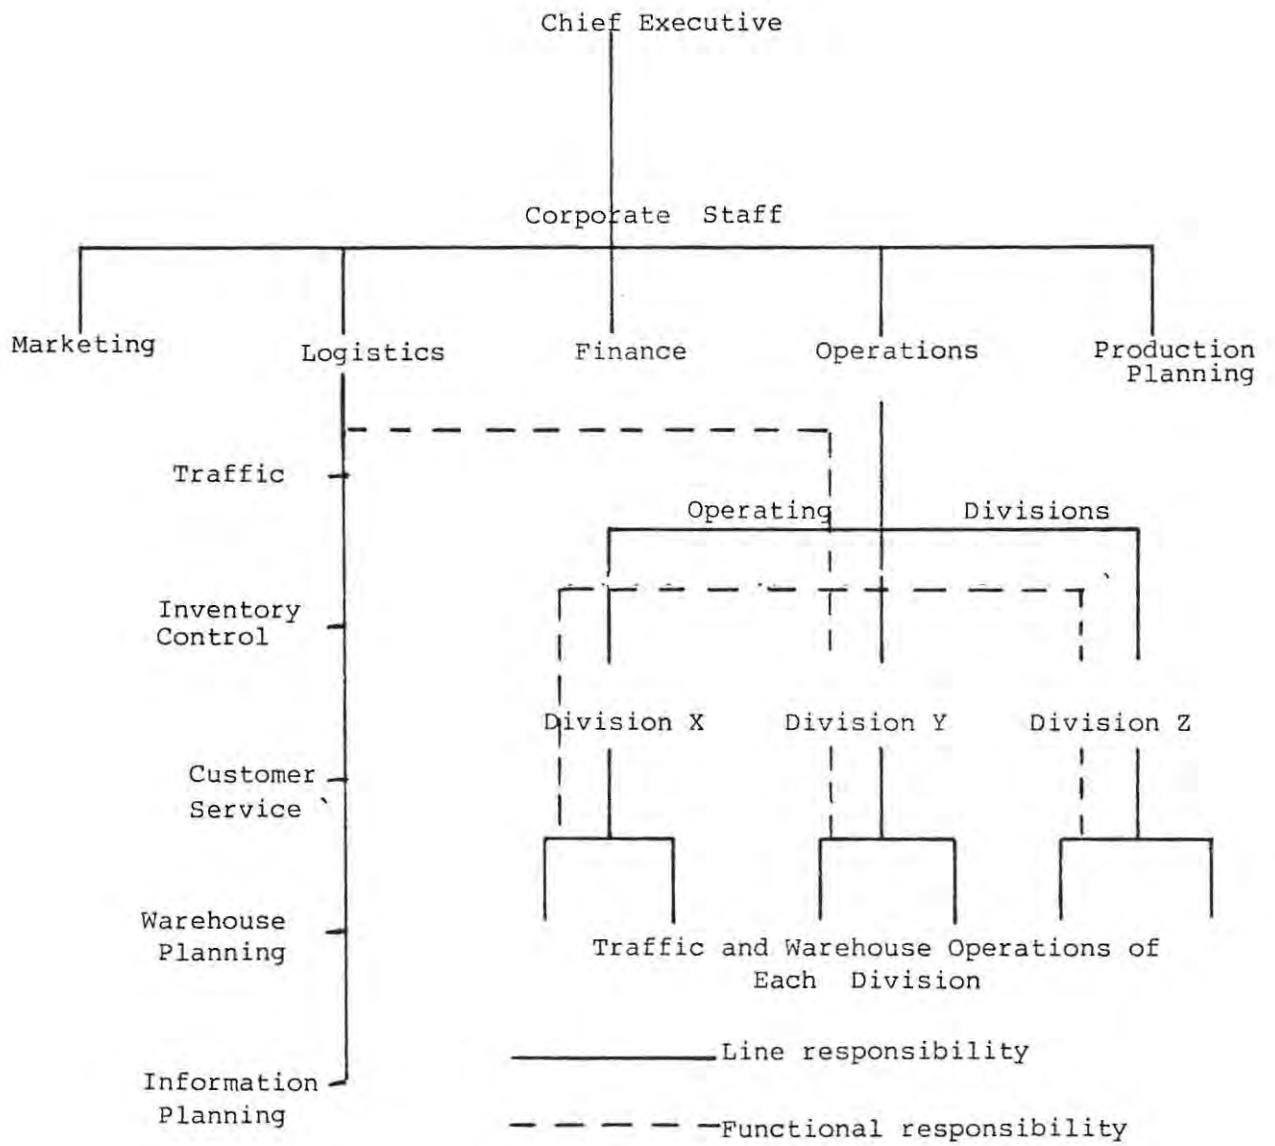 Chief Executive
Corporate Staff
Marketing
Logistics
Finance
Operations
Production
Planning
Traffic
Operating Divisions
Inventory
Control
Division X
Division Y
Division Z
Customer
Service
Warehouse
Planning
Traffic and Warehouse Operations of
Each Division
Line responsibility
Information
Planning
Functional responsibility